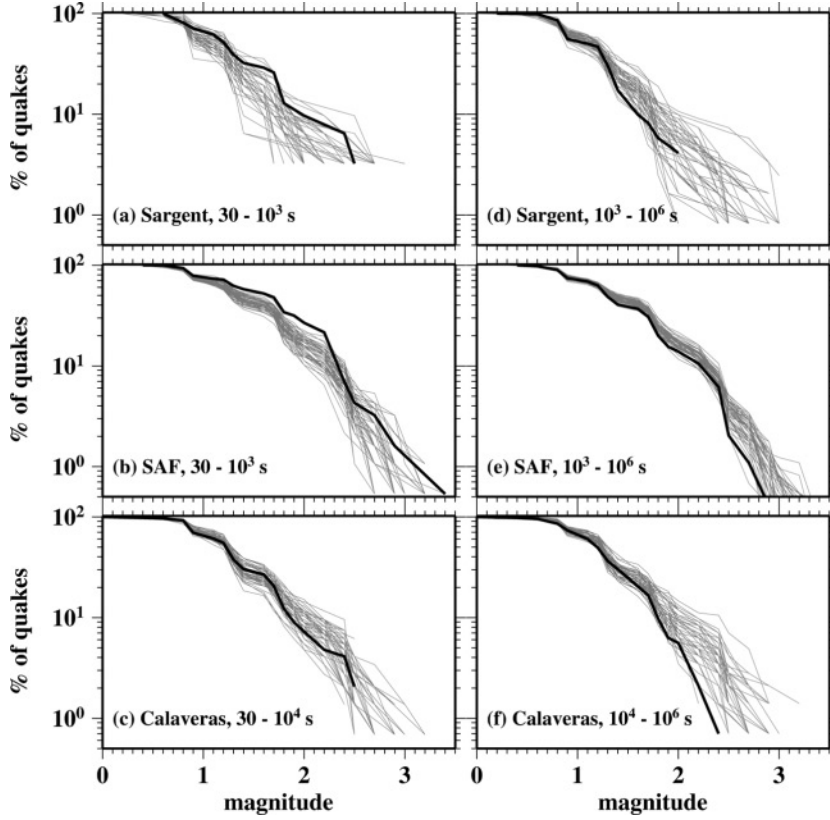 10² 
% of quakes
10¹
10⁰
(a) Sargent, 30 - 10³ s
(d) Sargent, 10³ - 10⁶ s
10²
% of quakes
10¹
10⁰
(b) SAF, 30 - 10³ s
(e) SAF, 10³ - 10⁶ s
10²
% of quakes
10¹
10⁰
(c) Calaveras, 30 - 10⁴ s
(f) Calaveras, 10⁴ - 10⁶ s
0 1 2 3 0 1 2 3
magnitude magnitude